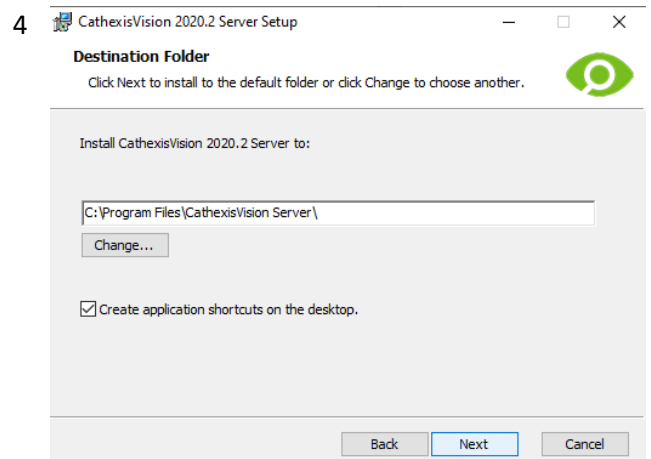 4
CathexisVision 2020.2 Server Setup
Destination Folder
Click Next to install to the default folder or click Change to choose another.
Install CathexisVision 2020.2 Server to:
C:\Program Files\CathexisVision Server\
Change...
Create application shortcuts on the desktop.
Back Next Cancel